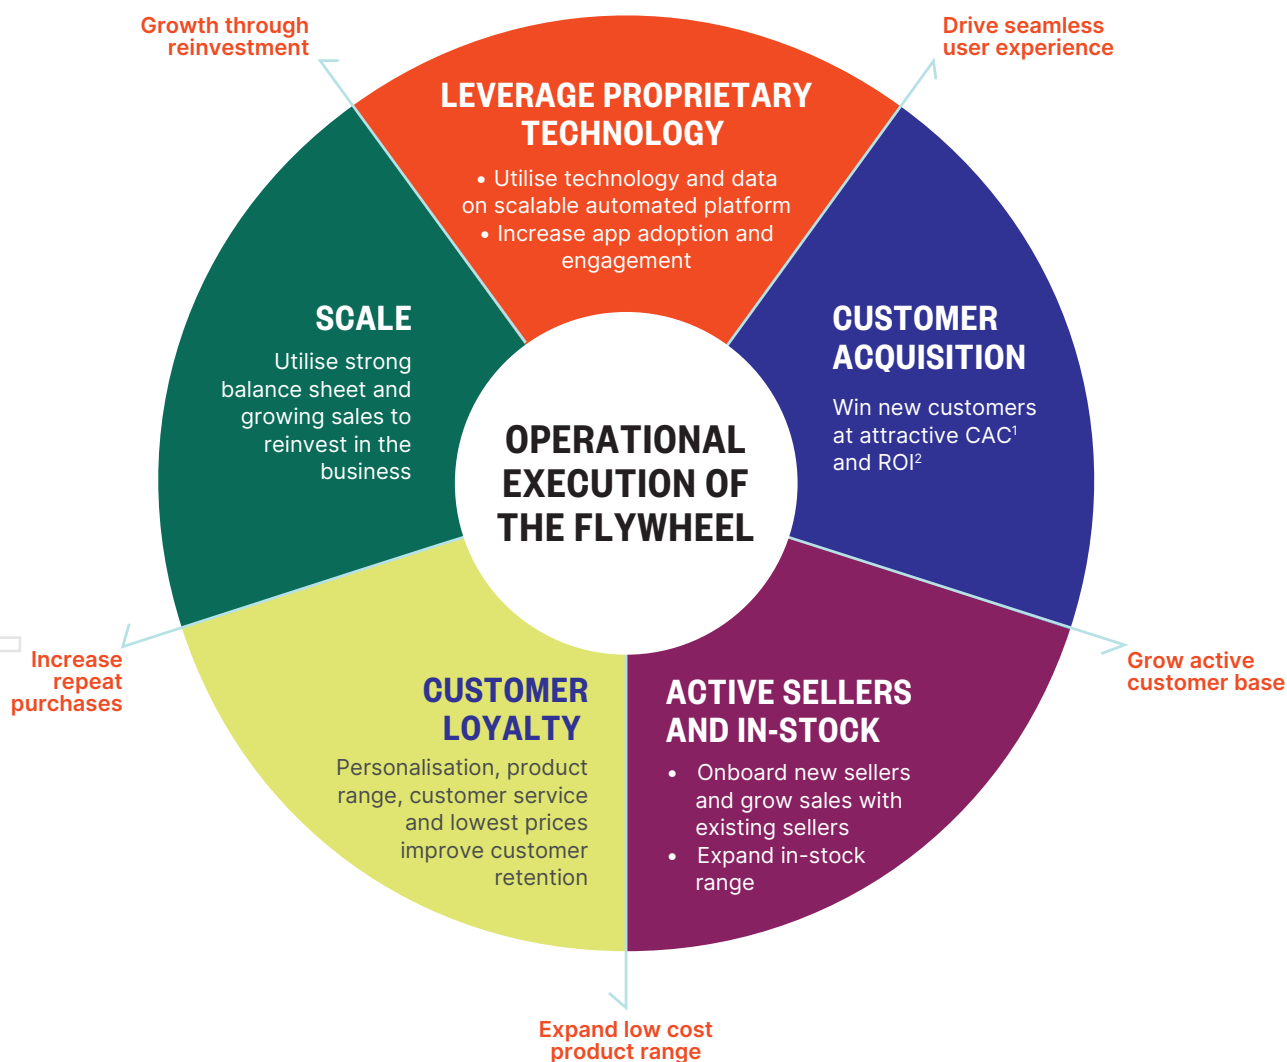 Growth through
reinvestment
Drive seamless
user experience
LEVERAGE PROPRIETARY
TECHNOLOGY
• Utilise technology and data
on scalable automated platform
• Increase app adoption and
engagement
SCALE
Utilise strong
balance sheet and
growing sales to
reinvest in the
business
CUSTOMER
ACQUISITION
Win new customers
at attractive CAC¹
and ROI²
OPERATIONAL
EXECUTION OF
THE FLYWHEEL
Increase
repeat
purchases
Grow active
customer base
CUSTOMER
LOYALTY
Personalisation, product
range, customer service
and lowest prices
improve customer
retention
ACTIVE SELLERS
AND IN-STOCK
• Onboard new sellers
and grow sales with
existing sellers
• Expand in-stock
range
Expand low cost
product range